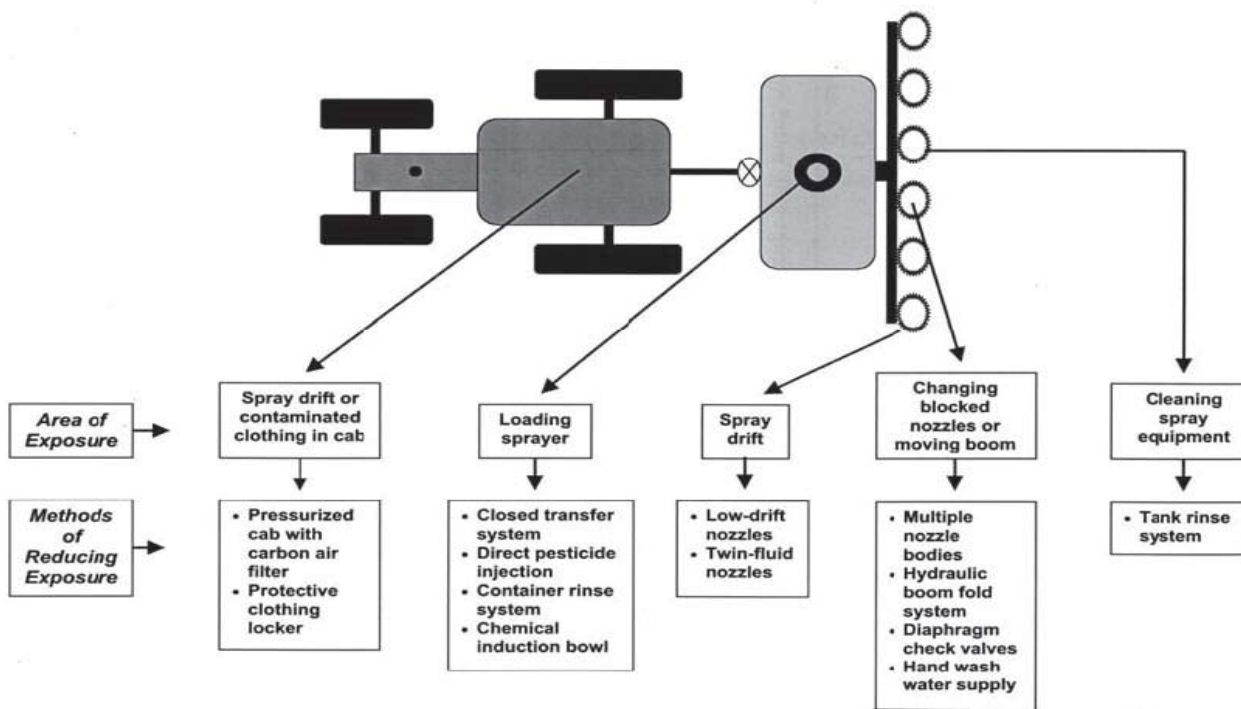 Area of
Exposure
Spray drift or
contaminated
clothing in cab
Loading
sprayer
Spray
drift
Changing
blocked
nozzles or
moving boom
Cleaning
spray
equipment
Methods
of
Reducing
Exposure
• Pressurized
cab with
carbon air
filter
• Protective
clothing
locker
• Closed transfer
system
• Direct pesticide
injection
• Container rinse
system
• Chemical
induction bowl
• Low-drift
nozzles
• Twin-fluid
nozzles
• Multiple
nozzle
bodies
• Hydraulic
boom fold
system
• Diaphragm
check valves
• Hand wash
water supply
• Tank rinse
system